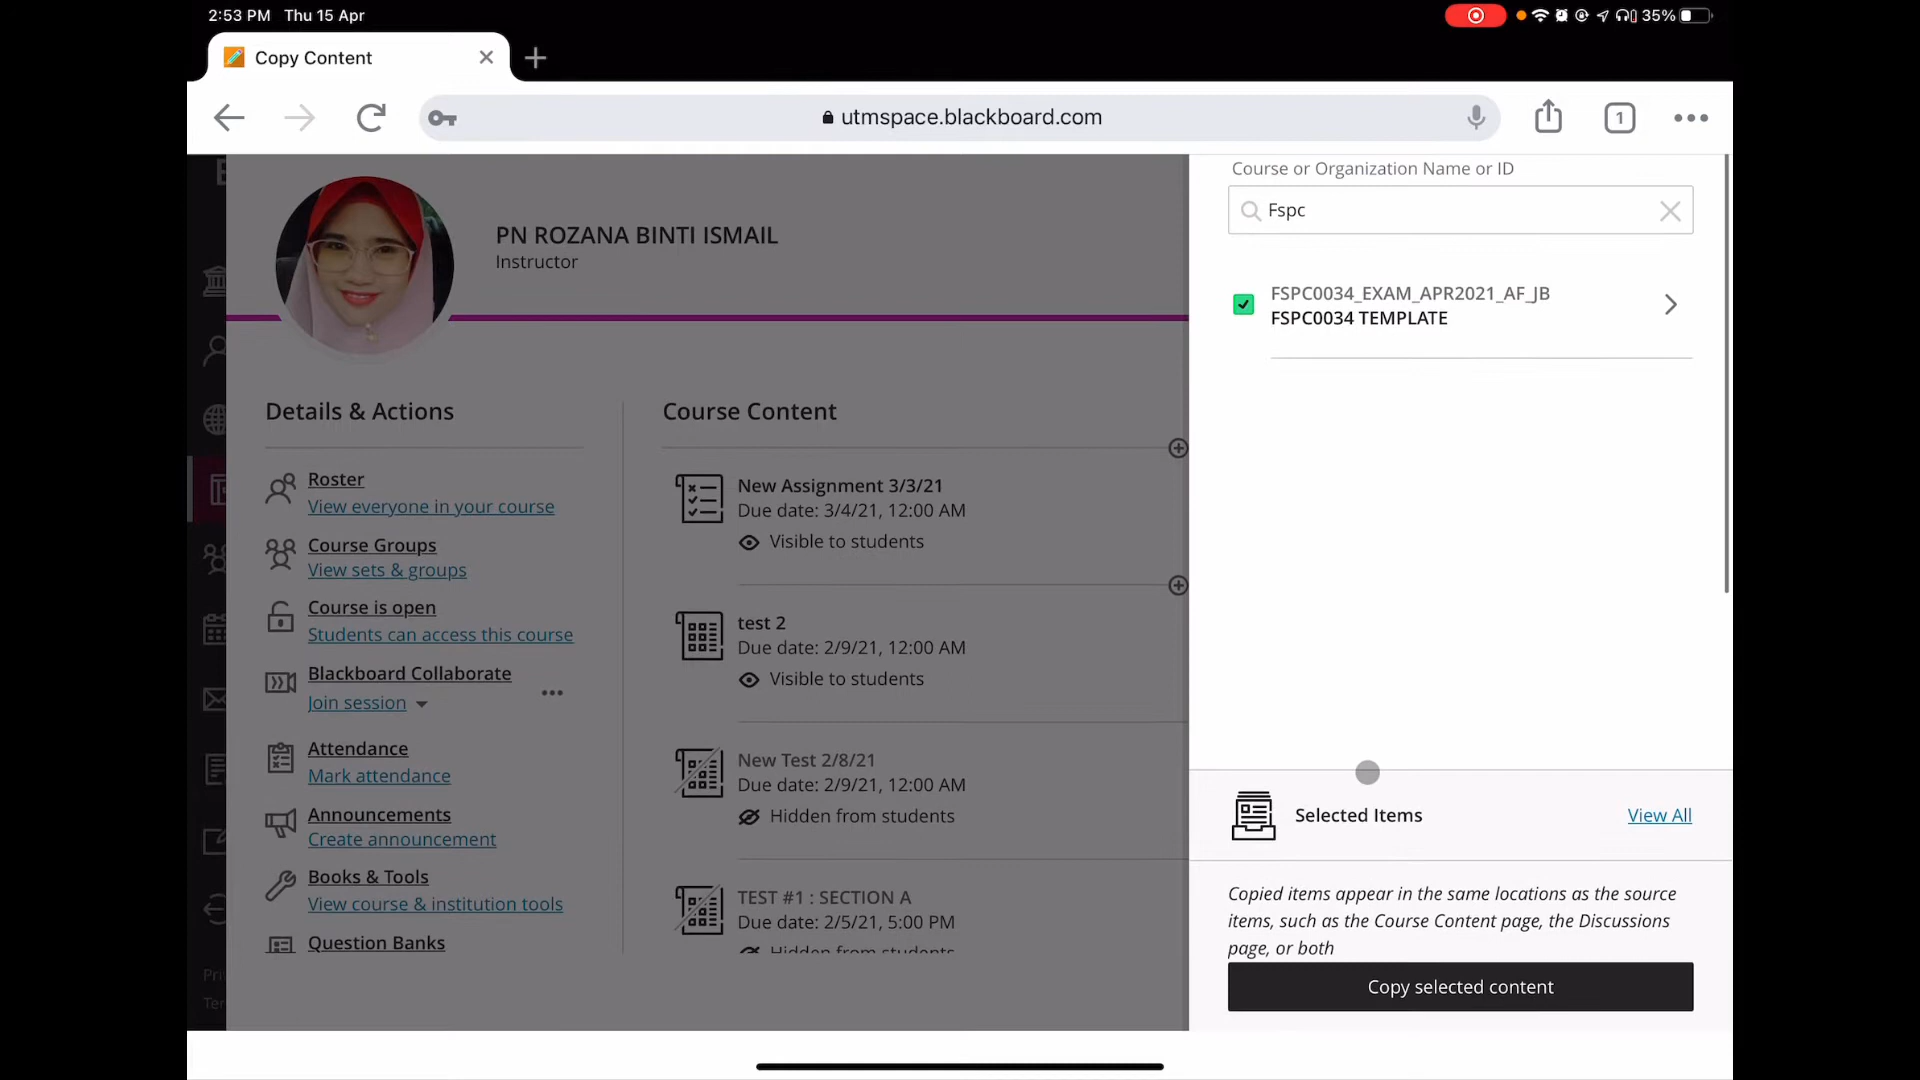 2:53 PM Thu 15 Apr
35%
Copy Content
utmspace.blackboard.com
1
PN ROZANA BINTI ISMAIL
Instructor
Details & Actions
Roster
View everyone in your course
Course Groups
View sets & groups
Course is open
Students can access this course
Blackboard Collaborate
Join session
Attendance
Mark attendance
Announcements
Create announcement
Books & Tools
View course & institution tools
Question Banks
Course Content
New Assignment 3/3/21
Due date: 3/4/21, 12:00 AM
Visible to students
test 2
Due date: 2/9/21, 12:00 AM
Visible to students
New Test 2/8/21
Due date: 2/9/21, 12:00 AM
Hidden from students
TEST #1 : SECTION A
Due date: 2/5/21, 5:00 PM
Hidden from students
Course or Organization Name or ID
Fspc
FSPC0034_EXAM_APR2021_AF_JB
FSPC0034 TEMPLATE
Selected Items
View All
Copied items appear in the same locations as the source
items, such as the Course Content page, the Discussions
page, or both
Copy selected content